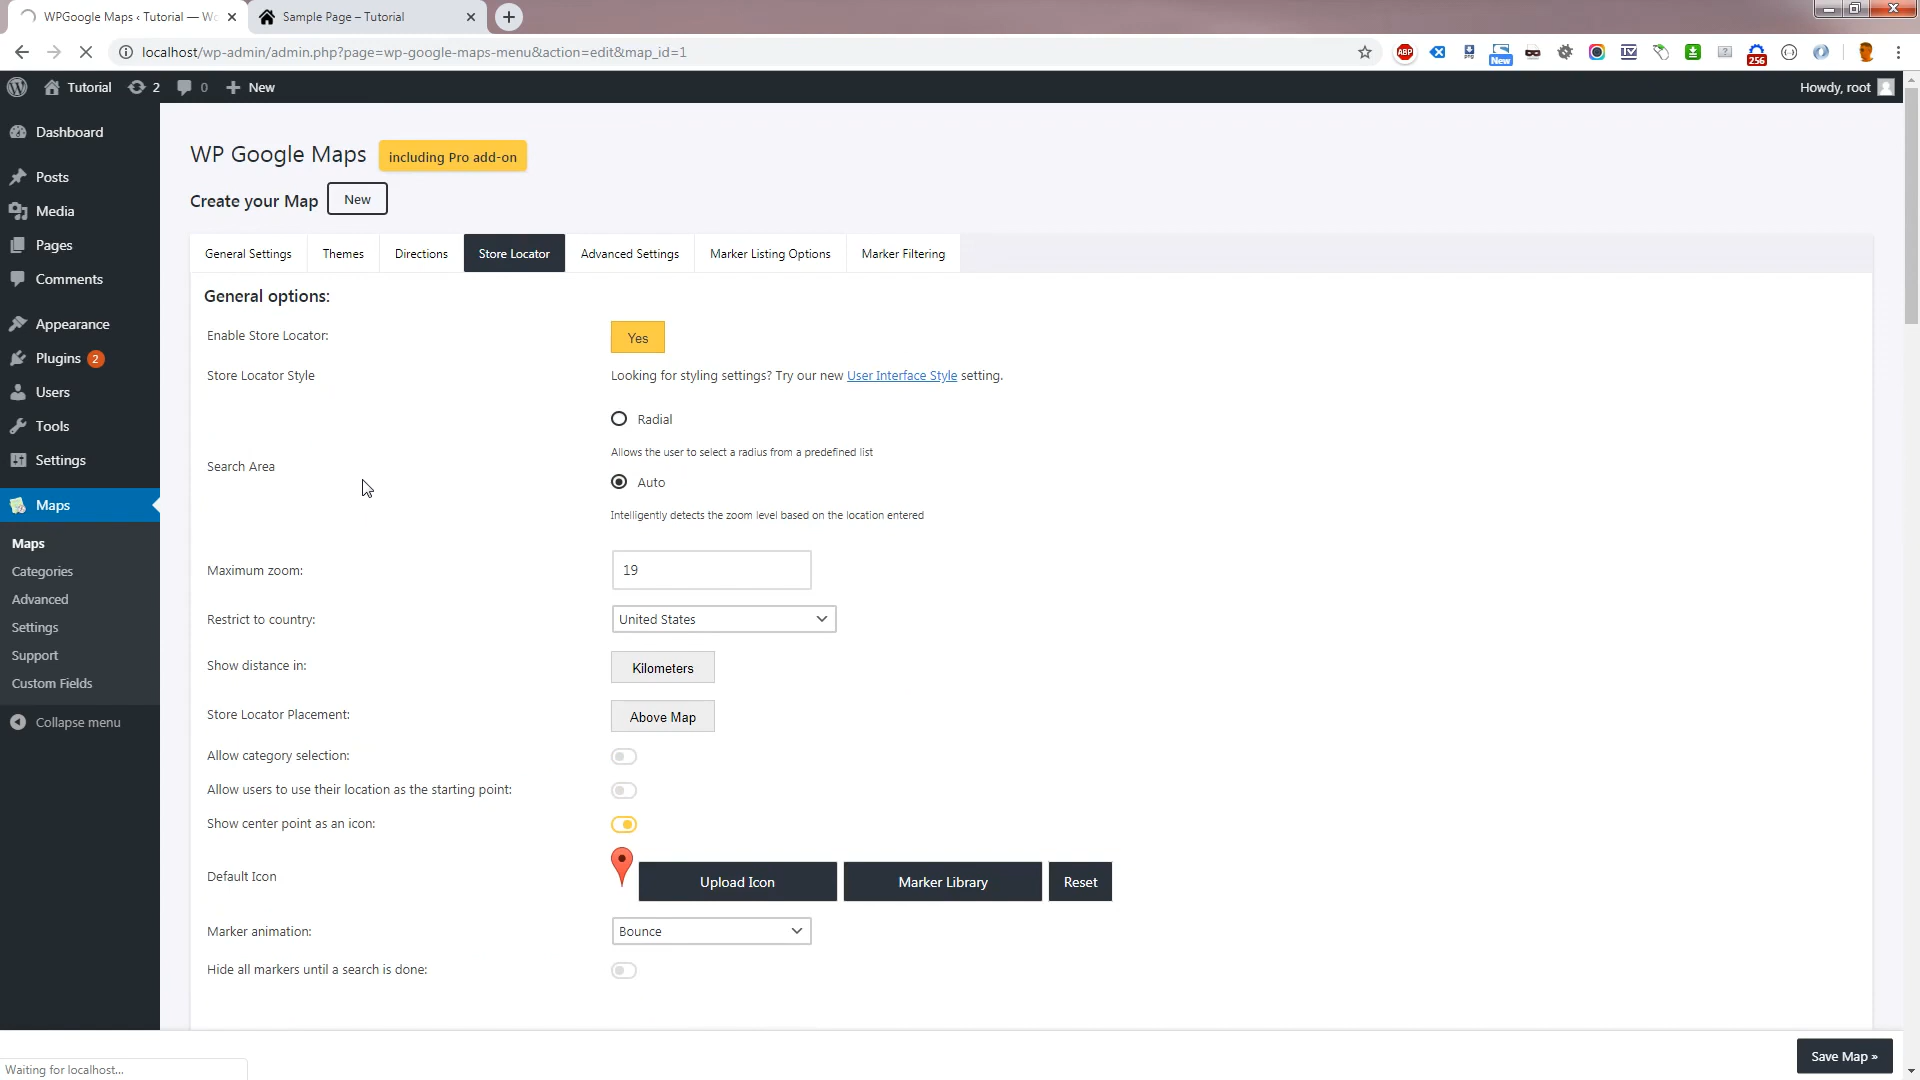 WPGoogle Maps ‹ Tutorial — Wo
Sample Page – Tutorial
localhost/wp-admin/admin.php?page=wp-google-maps-menu&action=edit&map_id=1
ABP
New
256
Tutorial
2
0
New
Howdy, root
Dashboard
Posts
Media
Pages
Comments
Appearance
Plugins 2
Users
Tools
Settings
Maps
Maps
Categories
Advanced
Settings
Support
Custom Fields
Collapse menu
WP Google Maps
including Pro add-on
Create your Map
New
General Settings
Themes
Directions
Store Locator
Advanced Settings
Marker Listing Options
Marker Filtering
General options:
Enable Store Locator:
Yes
Store Locator Style
Looking for styling settings? Try our new User Interface Style setting.
Search Area
Radial
Allows the user to select a radius from a predefined list
Auto
Intelligently detects the zoom level based on the location entered
Maximum zoom:
19
Restrict to country:
United States
Show distance in:
Kilometers
Store Locator Placement:
Above Map
Allow category selection:
Allow users to use their location as the starting point:
Show center point as an icon:
Default Icon
Upload Icon
Marker Library
Reset
Marker animation:
Bounce
Hide all markers until a search is done:
Save Map »
Waiting for localhost...